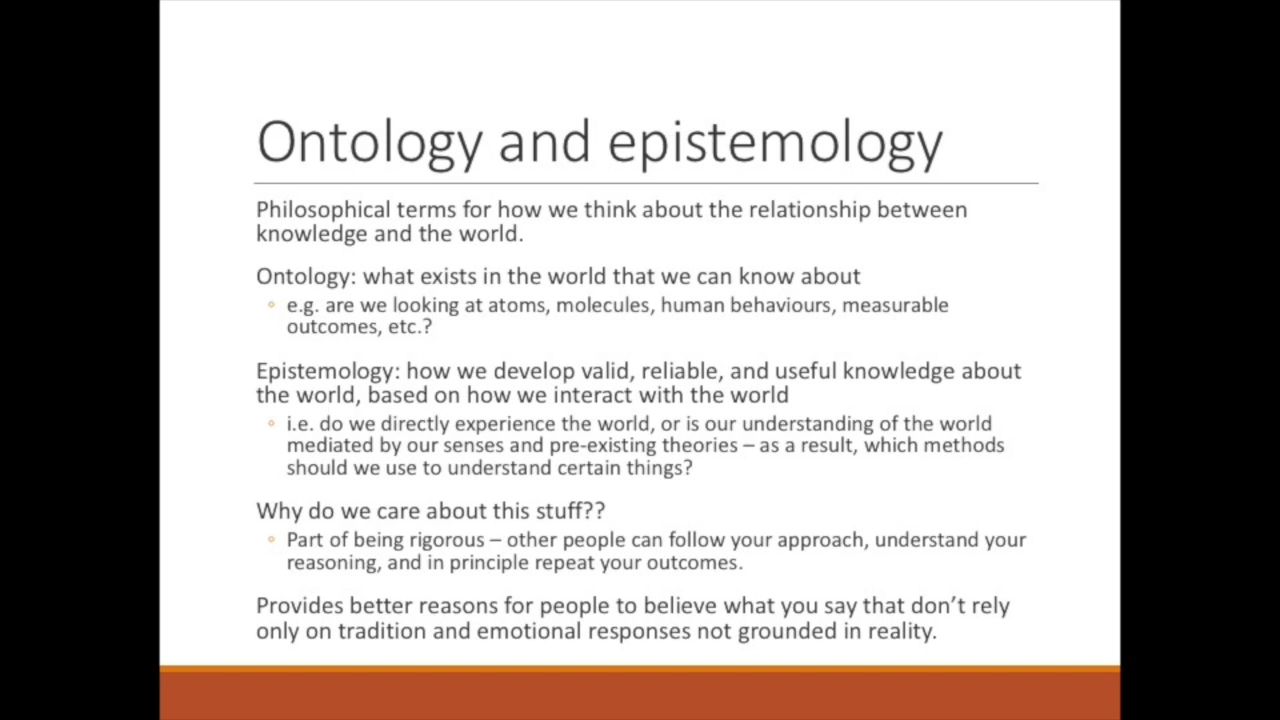 Ontology and epistemology
Philosophical terms for how we think about the relationship between
knowledge and the world.
Ontology: what exists in the world that we can know about
◦ e.g. are we looking at atoms, molecules, human behaviours, measurable
outcomes, etc.?
Epistemology: how we develop valid, reliable, and useful knowledge about
the world, based on how we interact with the world
◦ i.e. do we directly experience the world, or is our understanding of the world
mediated by our senses and pre-existing theories – as a result, which methods
should we use to understand certain things?
Why do we care about this stuff??
◦ Part of being rigorous – other people can follow your approach, understand your
reasoning, and in principle repeat your outcomes.
Provides better reasons for people to believe what you say that don’t rely
only on tradition and emotional responses not grounded in reality.